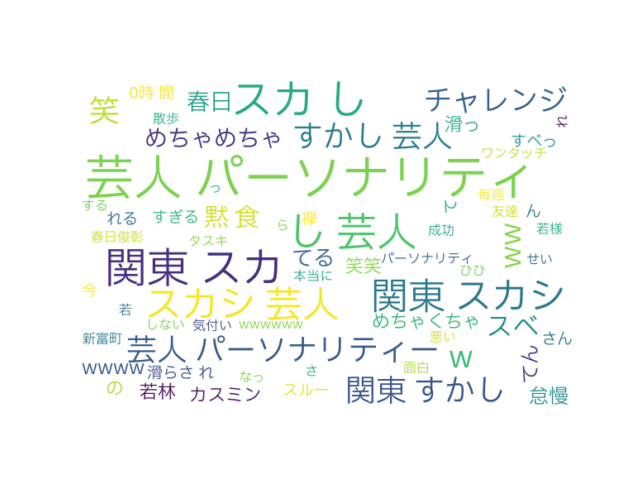 0時 間
笑
春日
スカ し
チャレンジ
散歩
めちゃめちゃ
すかし 芸人
滑っ
すべっ
れ
ワンタッチ
芸人 パーソナリティ
っ
毎週
する
れる
すぎる
黙 食
ら
襷
し 芸人
て
友達
ん
春日俊彰
タスキ
成功
ww
若様
関東 スカ
てる
本当に
笑笑
パーソナリティ
ひひ
せい
今
若
スカシ 芸人
関東 スカシ
しない
気付い
wwwwww
めちゃくちゃ
スベ
新富町
芸人 パーソナリティー
悪い
さん
wwww
滑らさ れ
なっ
さ
面白
w
の
若林
カスミン
スルー
関東 すかし
怠慢